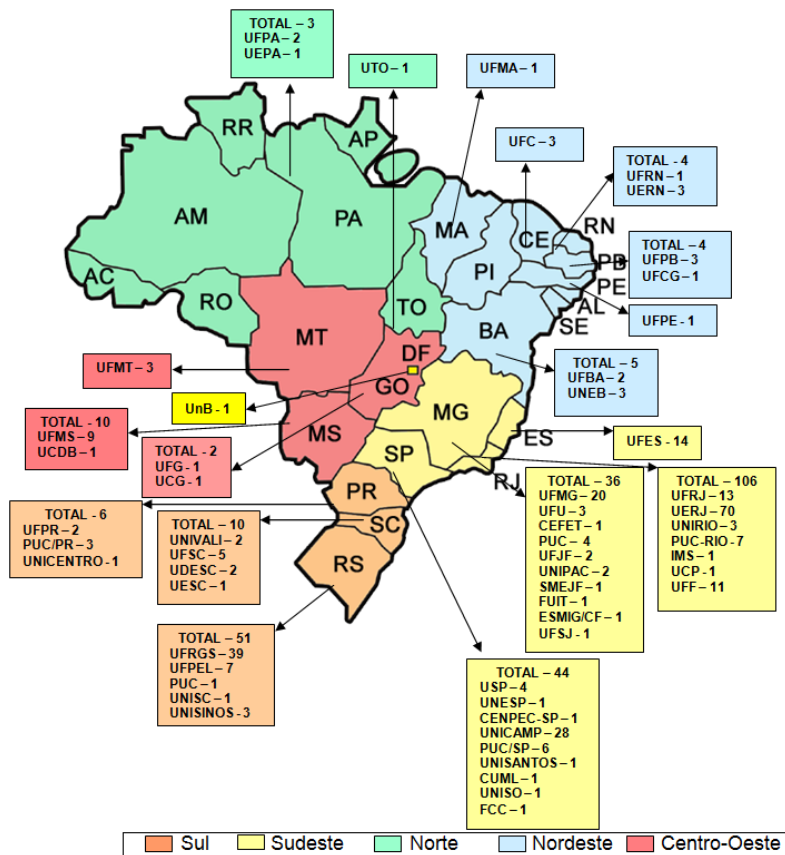 TOTAL – 3
UFPA – 2
UEPA – 1
UTO – 1
UFMA – 1
UFC – 3
TOTAL - 4
UFRN – 1
UERN – 3
TOTAL – 4
UFPB – 3
UFCG – 1
UFPE - 1
TOTAL – 5
UFBA – 2
UNEB – 3
RR
AP
AM
PA
MA
CE
RN
PB
PE
AL
SE
PI
AC
RO
TO
BA
MT
DF
GO
MG
MS
ES
SP
RJ
PR
SC
RS
UFMT – 3
UnB - 1
TOTAL – 10
UFMS – 9
UCDB – 1
TOTAL – 2
UFG - 1
UCG – 1
UFES - 14
TOTAL – 6
UFPR – 2
PUC/PR – 3
UNICENTRO - 1
TOTAL – 10
UNIVALI – 2
UFSC – 5
UDESC – 2
UESC – 1
TOTAL – 36
UFMG – 20
UFU – 3
CEFET – 1
PUC – 4
UFJF – 2
UNIPAC – 2
SMEJF – 1
FUIT – 1
ESMIG/CF – 1
UFSJ - 1
TOTAL – 106
UFRJ – 13
UERJ – 70
UNIRIO – 3
PUC-RIO – 7
IMS – 1
UCP – 1
UFF – 11
TOTAL – 51
UFRGS – 39
UFPEL – 7
PUC – 1
UNISC – 1
UNISINOS - 3
TOTAL – 44
USP – 4
UNESP – 1
CENPEC-SP – 1
UNICAMP – 28
PUC/SP – 6
UNISANTOS – 1
CUML – 1
UNISO – 1
FCC – 1
Sul Sudeste Norte Nordeste Centro-Oeste